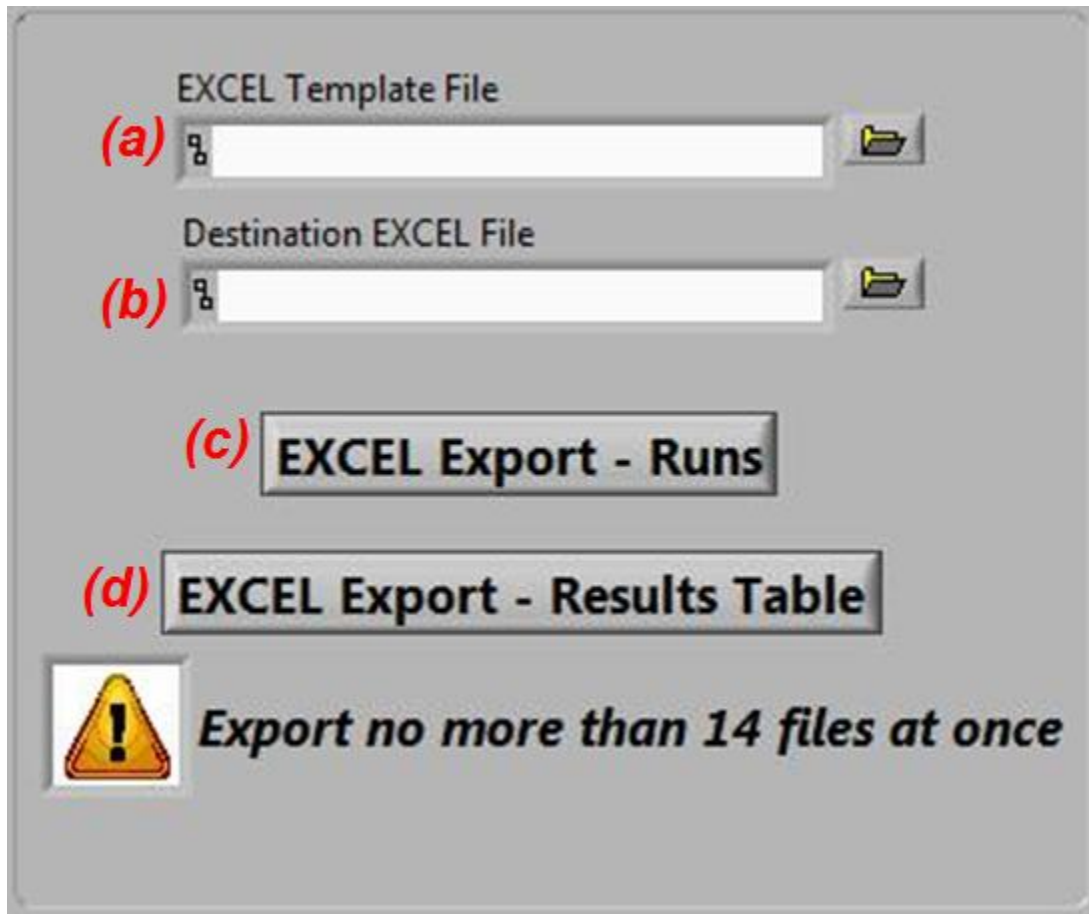 EXCEL Template File
(a)
Destination EXCEL File
(b)
(c) EXCEL Export - Runs
(d) EXCEL Export - Results Table
! Export no more than 14 files at once